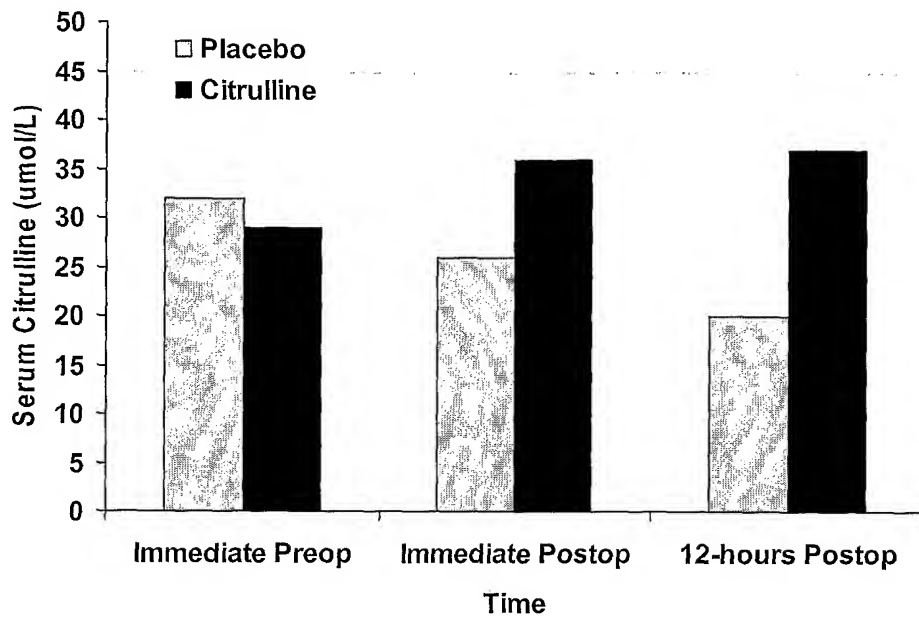 50
45
40
35
30
25
20
15
10
5
0
Serum Citrulline (umol/L)
Placebo
Citrulline
Immediate Preop
Immediate Postop
12-hours Postop
Time